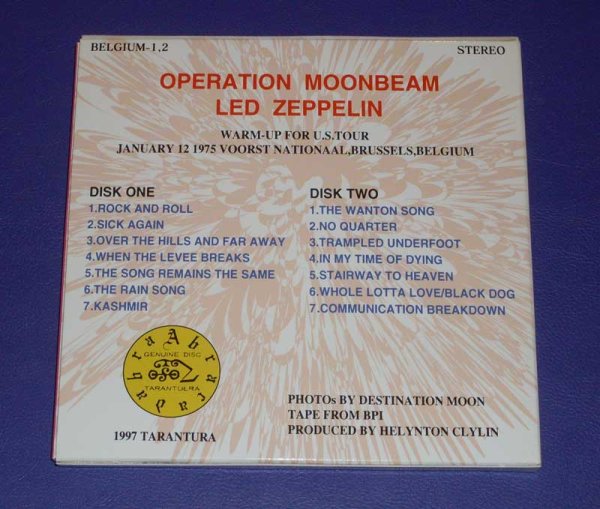 BELGIUM-1,2
STEREO
OPERATION MOONBEAM
LED ZEPPELIN
WARM-UP FOR U.S.TOUR
JANUARY 12 1975 VOORST NATIONAAL,BRUSSELS,BELGIUM
DISK ONE
1.ROCK AND ROLL
2.SICK AGAIN
3.OVER THE HILLS AND FAR AWAY
4.WHEN THE LEVEE BREAKS
5.THE SONG REMAINS THE SAME
6.THE RAIN SONG
7.KASHMIR
DISK TWO
1.THE WANTON SONG
2.NO QUARTER
3.TRAMPLED UNDERFOOT
4.IN MY TIME OF DYING
5.STAIRWAY TO HEAVEN
6.WHOLE LOTTA LOVE/BLACK DOG
7.COMMUNICATION BREAKDOWN
GENUINE DISC
1997 TARANTURA
PHOTOs BY DESTINATION MOON
TAPE FROM BPI
PRODUCED BY HELYNTON CLYLIN